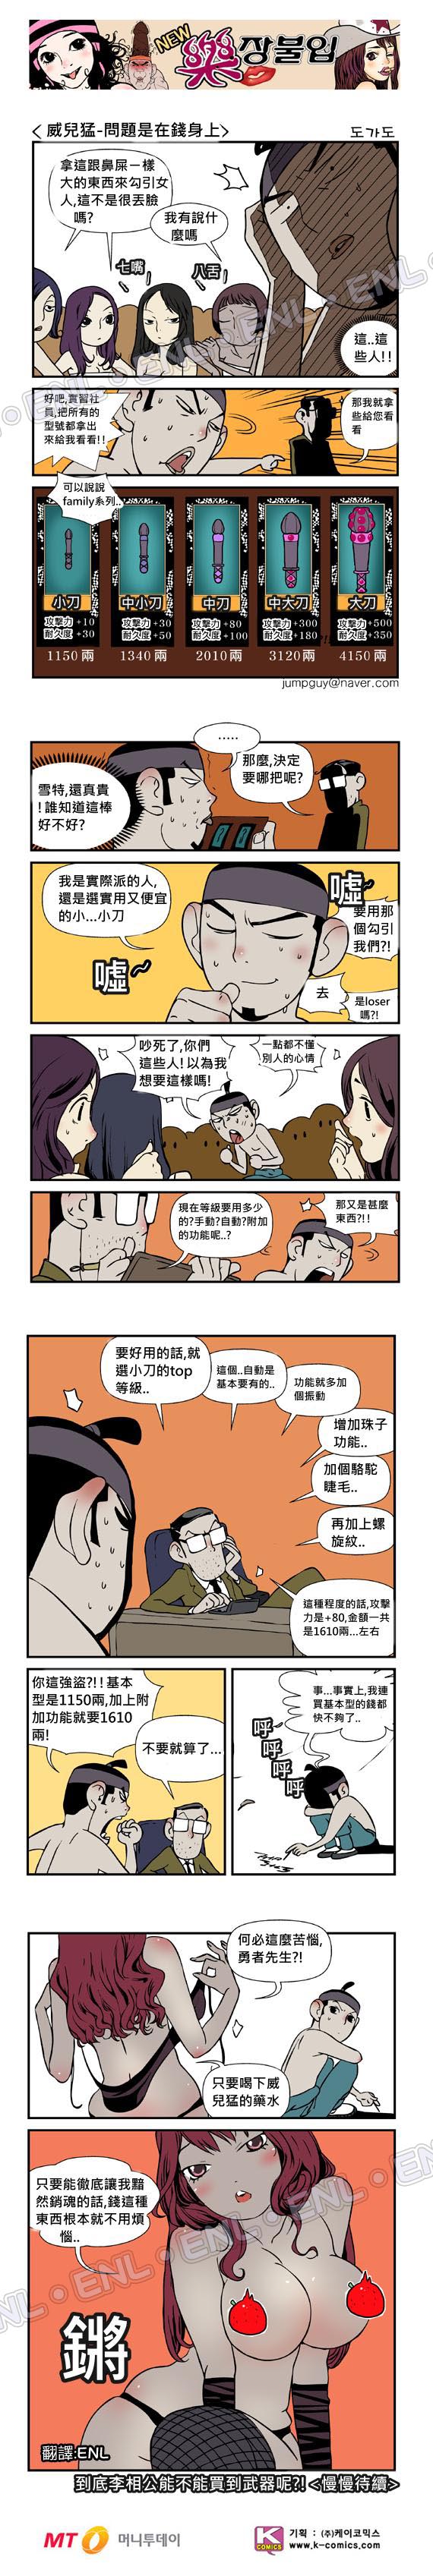 NEW 樂 장불입
< 威兒猛-問題是在錢身上>
도가도
拿這跟鼻屎一樣
大的東西來勾引女
人,這不是很丟臉
嗎?
我有說什
麼嗎
七嘴
八舌
這..這
些人!!
好吧,實習社
員,把所有的
型號都拿出
來給我看看!!
那我就拿
些給您看
看
可以說說
family系列
小刀
攻擊力 +10
耐久度 +30
1150 兩
中小刀
攻擊力 +30
耐久度 +50
1340 兩
中刀
攻擊力 +80
耐久度 +100
2010 兩
中大刀
攻擊力 +300
耐久度 +180
3120 兩
大刀
攻擊力 +500
耐久度 +350
4150 兩
jumpguy@naver.com
.....
雪特,還真貴
!誰知道這棒
好不好?
那麼,決定
要哪把呢?
我是實際派的人,
還是選實用又便宜
的小...小刀
噓~
噓~
要用那
個勾引
我們?!
去
是loser
嗎?!
吵死了,你們
這些人! 以為我
想要這樣嗎!
一點都不懂
別人的心情
現在等級要用多少
的?手動?自動?附加
的功能呢..?
那又是甚麼
東西?!!
要好用的話,就
選小刀的top
等級..
這個..自動是
基本要有的..
功能就多加
個振動
增加珠子
功能..
加個駱駝
睫毛..
再加上螺
旋紋..
這種程度的話,攻擊
力是+80,金額一共
是1610兩...左右
你這強盜?!! 基本
型是1150兩,加上附
加功能就要1610
兩!
不要就算了...
事...事實上,我連
買基本型的錢都
快不夠了..
呼
呼
呼
呼
何必這麼苦惱,
勇者先生?!
只要喝下威
兒猛的藥水
只要能徹底讓我黯
然銷魂的話,錢這種
東西根本就不用煩
惱..
鏘
翻譯:ENL
到底李相公能不能買到武器呢?! <慢慢待續>
MT 머니투데이
K COMICS
기획 : (주)케이코믹스
www.k-comics.com